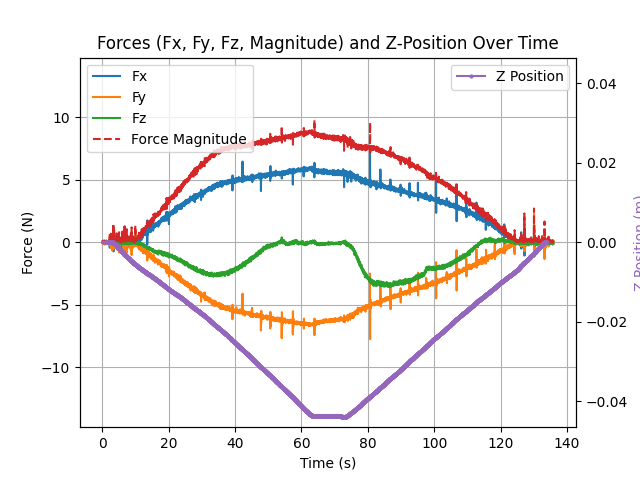 Forces (Fx, Fy, Fz, Magnitude) and Z-Position Over Time
Fx
Fy
Fz
Force Magnitude
Z Position
10
5
0
−5
−10
Force (N)
0.04
0.02
0.00
−0.02
−0.04
Z Position (m)
0
20
40
60
80
100
120
140
Time (s)